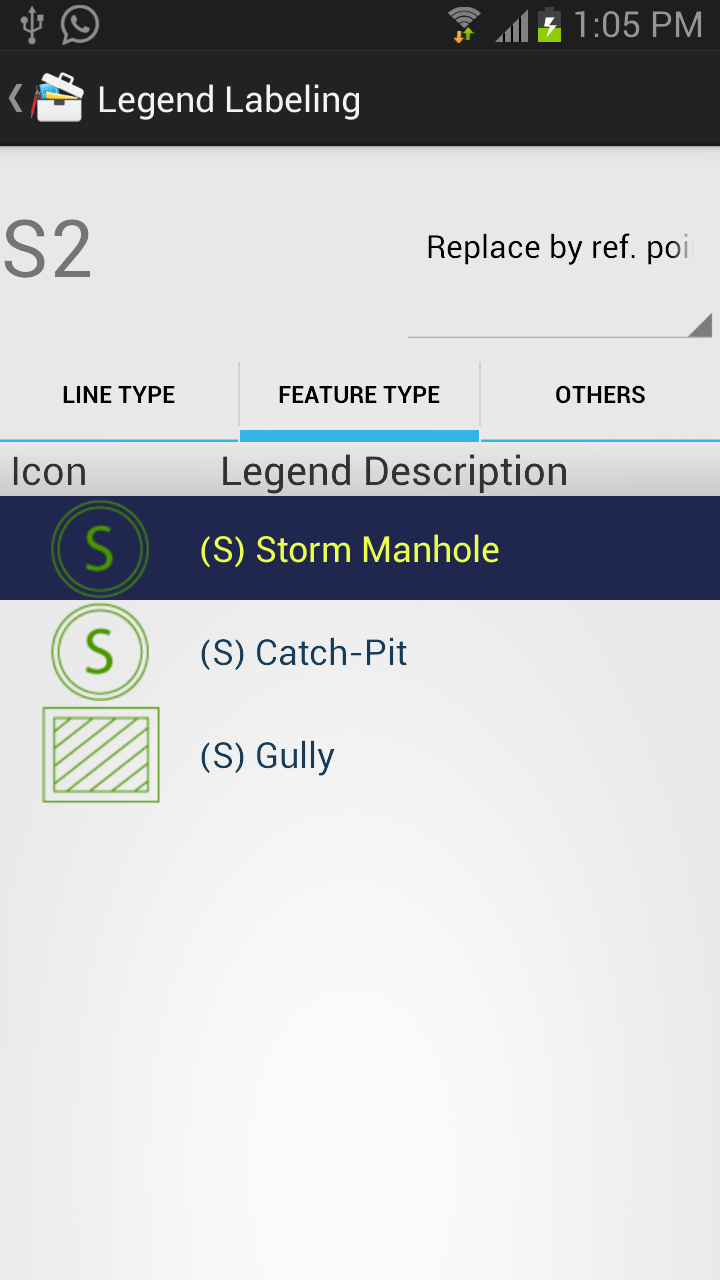 1:05 PM
Legend Labeling
S2
Replace by ref. poi
LINE TYPE
FEATURE TYPE
OTHERS
Icon Legend Description
S (S) Storm Manhole
S (S) Catch-Pit
(S) Gully